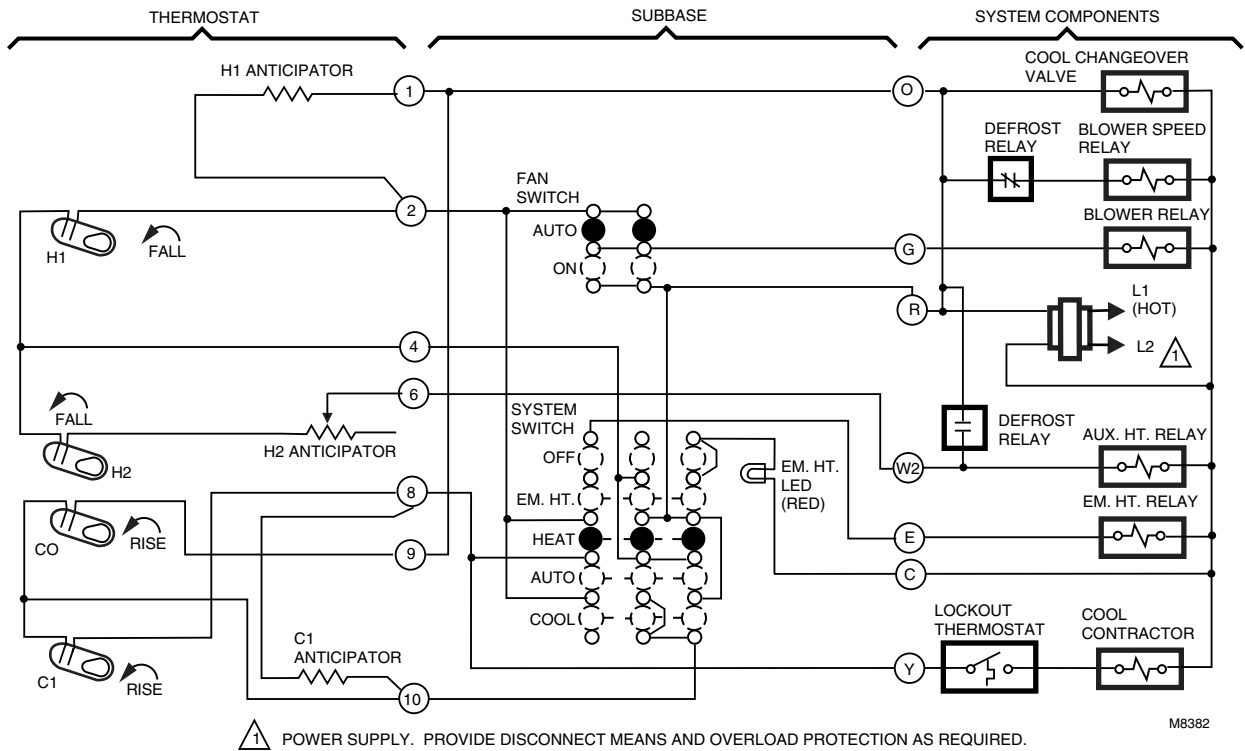 THERMOSTAT
SUBBASE
SYSTEM COMPONENTS
H1 ANTICIPATOR
1
O
COOL CHANGEOVER
VALVE
DEFROST
RELAY
BLOWER SPEED
RELAY
2
FAN
SWITCH
AUTO
ON
H1
FALL
G
BLOWER RELAY
R
L1
(HOT)
L2
1
4
6
FALL
H2
H2 ANTICIPATOR
SYSTEM
SWITCH
OFF
EM. HT.
HEAT
AUTO
COOL
EM. HT.
LED
(RED)
W2
DEFROST
RELAY
AUX. HT. RELAY
8
CO
RISE
9
E
EM. HT. RELAY
C
C1
RISE
C1
ANTICIPATOR
10
Y
LOCKOUT
THERMOSTAT
COOL
CONTRACTOR
1 POWER SUPPLY. PROVIDE DISCONNECT MEANS AND OVERLOAD PROTECTION AS REQUIRED.
M8382